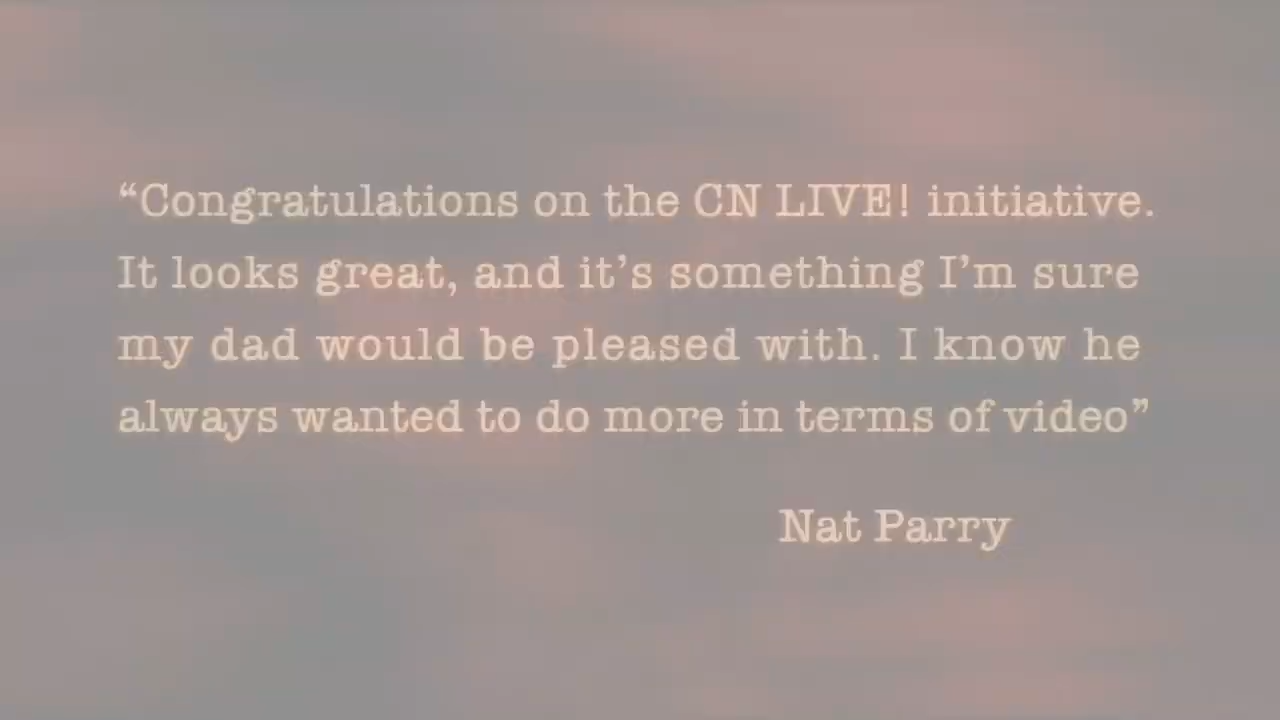 “Congratulations on the CN LIVE! initiative.
It looks great, and it’s something I’m sure
my dad would be pleased with. I know he
always wanted to do more in terms of video”
Nat Parry